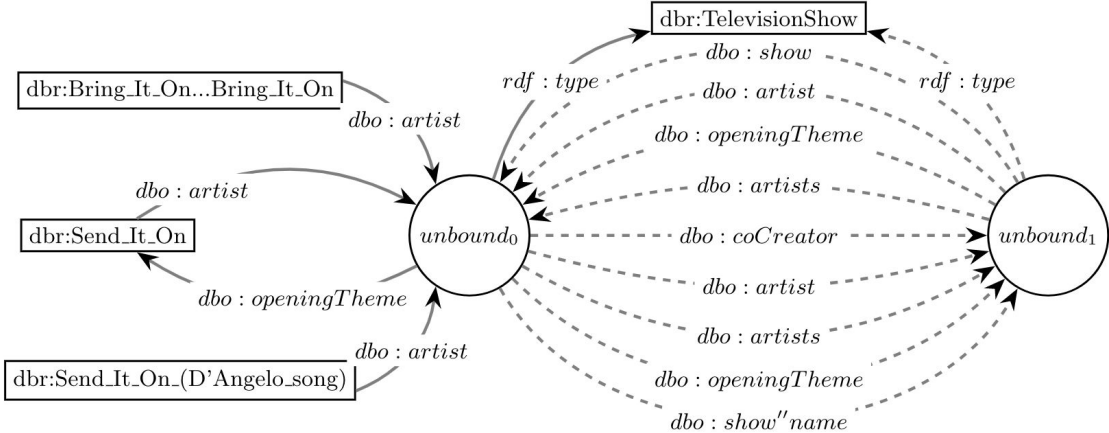 dbr:TelevisionShow
dbo : show
rdf : type
rdf : type
dbr:Bring_It_On...Bring_It_On
dbo : artist
dbo : artist
dbo : openingTheme
dbo : artist
dbo : artists
dbr:Send_It_On
unbound0
dbo : coCreator
unbound1
dbo : artist
dbo : openingTheme
dbo : artists
dbo : artist
dbr:Send_It_On_(D'Angelo_song)
dbo : openingTheme
dbo : show''name